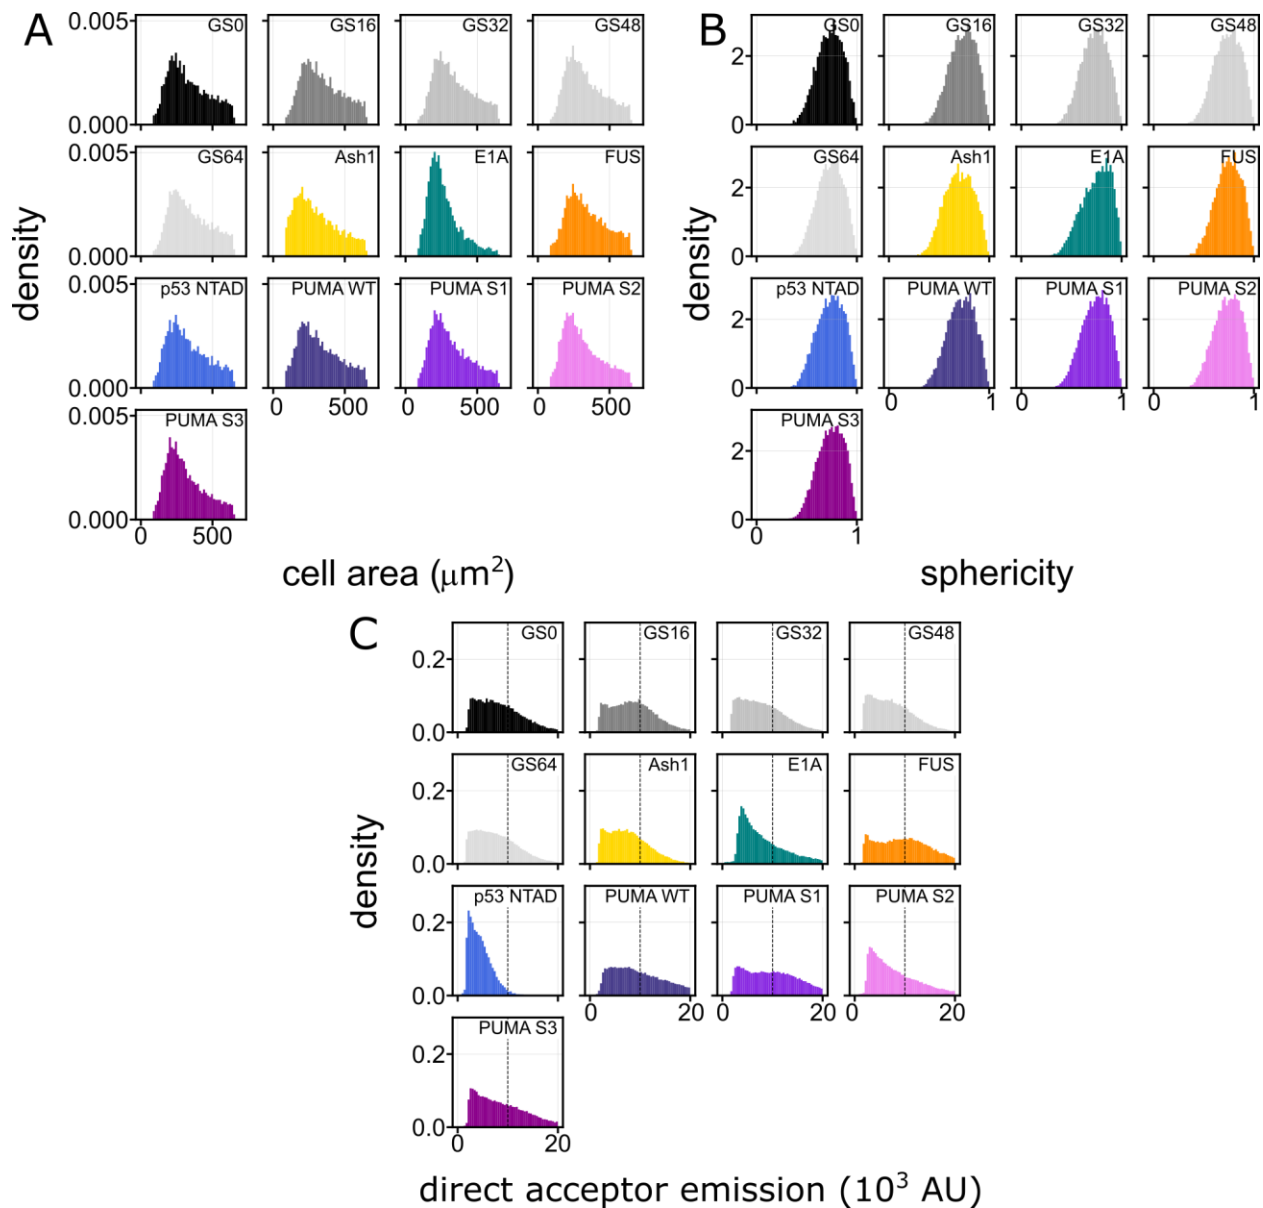 A
0.005
GS0
GS16
GS32
GS48
0.000
0.005
GS64
Ash1
E1A
FUS
0.000
0.005
p53 NTAD
PUMA WT
PUMA S1
PUMA S2
0.000
0 500
0 500
0 500
0.005
PUMA S3
0.000
0 500
density
cell area (μm²)
B
GS0
GS16
GS32
GS48
2
0
GS64
Ash1
E1A
FUS
2
0
p53 NTAD
PUMA WT
PUMA S1
PUMA S2
2
0
0 1
0 1
0 1
PUMA S3
2
0
0 1
density
sphericity
C
GS0
GS16
GS32
GS48
0.2
0.0
GS64
Ash1
E1A
FUS
0.2
0.0
p53 NTAD
PUMA WT
PUMA S1
PUMA S2
0.2
0.0
0 20
0 20
0 20
PUMA S3
0.2
0.0
0 20
density
direct acceptor emission (10³ AU)